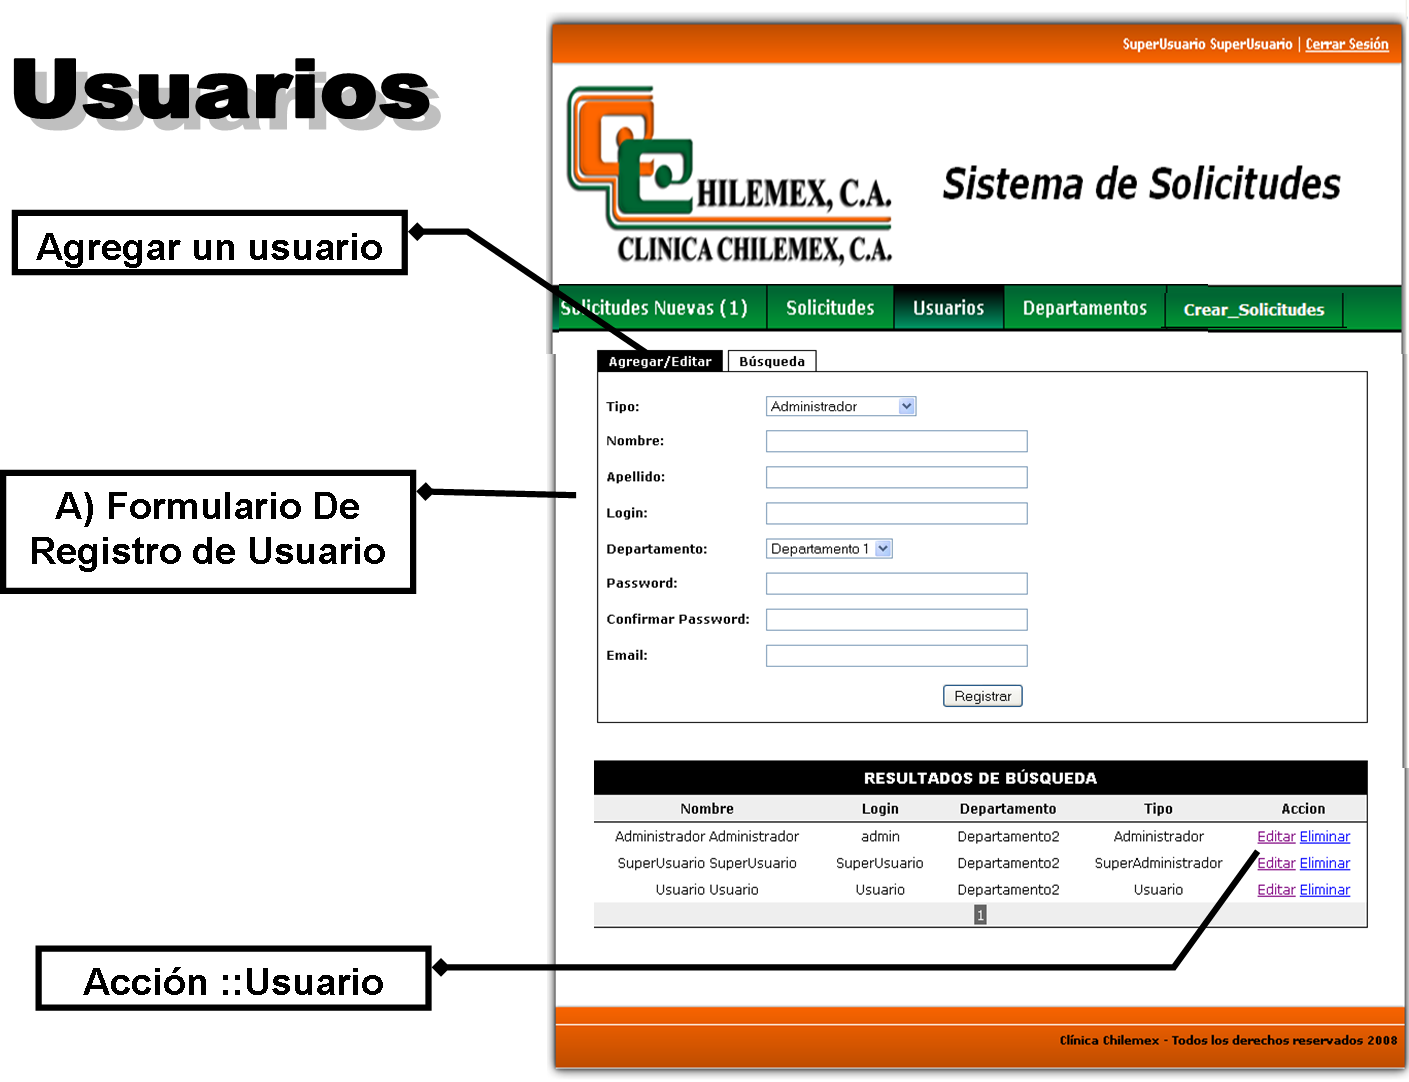 Usuarios
SuperUsuario SuperUsuario | Cerrar Sesión
HILEMEX, C.A.
CLINICA CHILEMEX, C.A.
Sistema de Solicitudes
Agregar un usuario
Solicitudes Nuevas (1) Solicitudes Usuarios Departamentos Crear_Solicitudes
Agregar/Editar Búsqueda
Tipo: Administrador
Nombre:
Apellido:
Login:
Departamento: Departamento 1
Password:
Confirmar Password:
Email:
Registrar
A) Formulario De
Registro de Usuario
RESULTADOS DE BÚSQUEDA
Nombre Login Departamento Tipo Accion
Administrador Administrador admin Departamento2 Administrador Editar Eliminar
SuperUsuario SuperUsuario SuperUsuario Departamento2 SuperAdministrador Editar Eliminar
Usuario Usuario Usuario Departamento2 Usuario Editar Eliminar
1
Acción ::Usuario
Clínica Chilemex - Todos los derechos reservados 2008